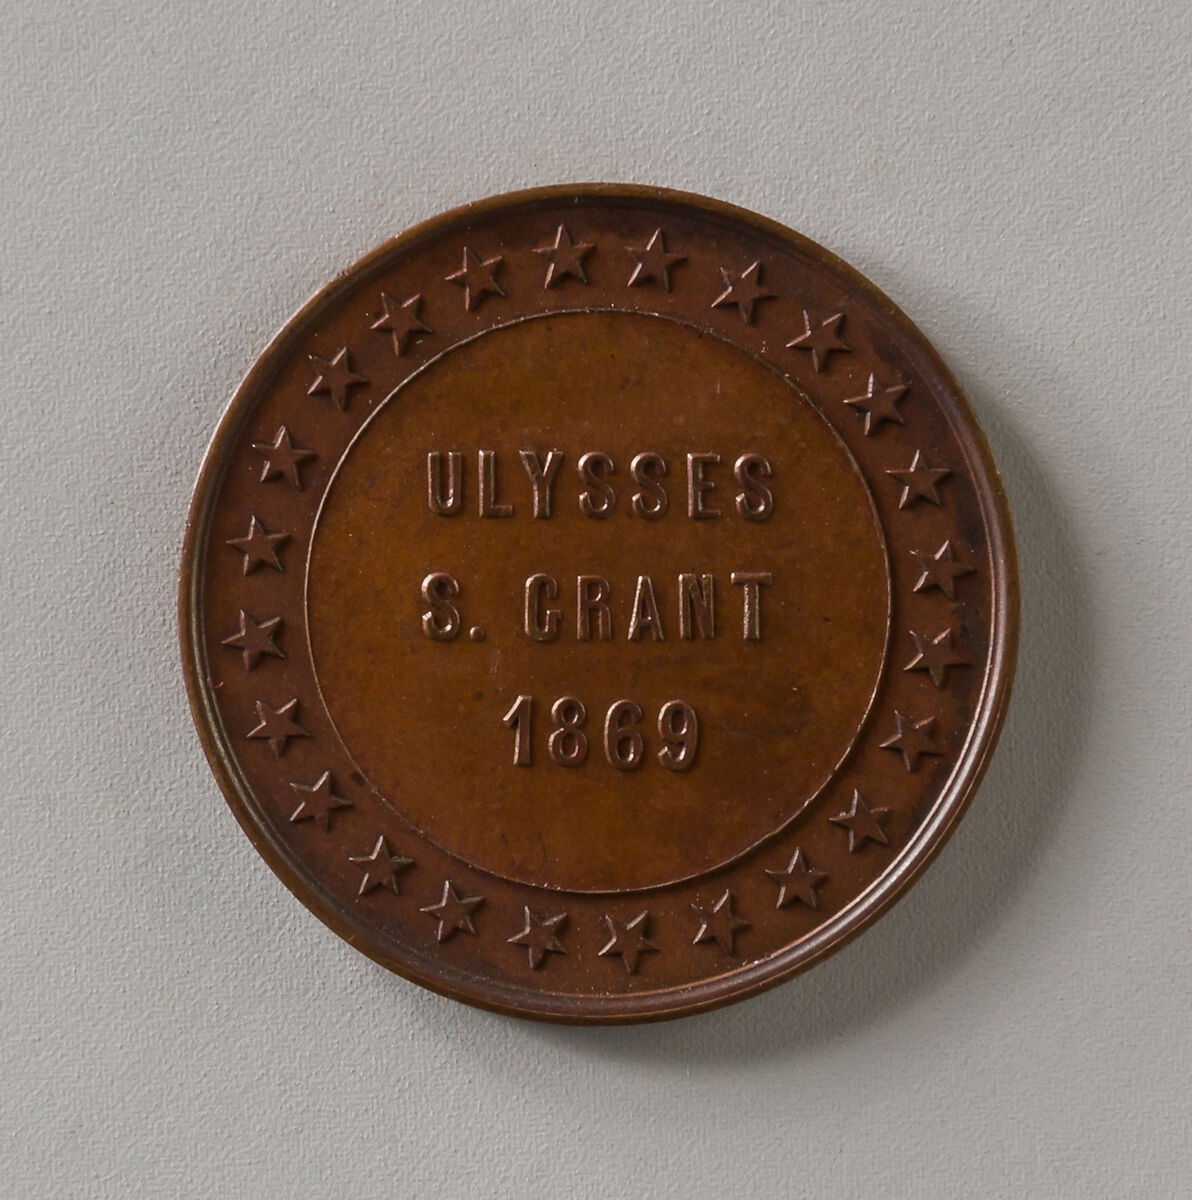 ULYSSES
S. GRANT
1869